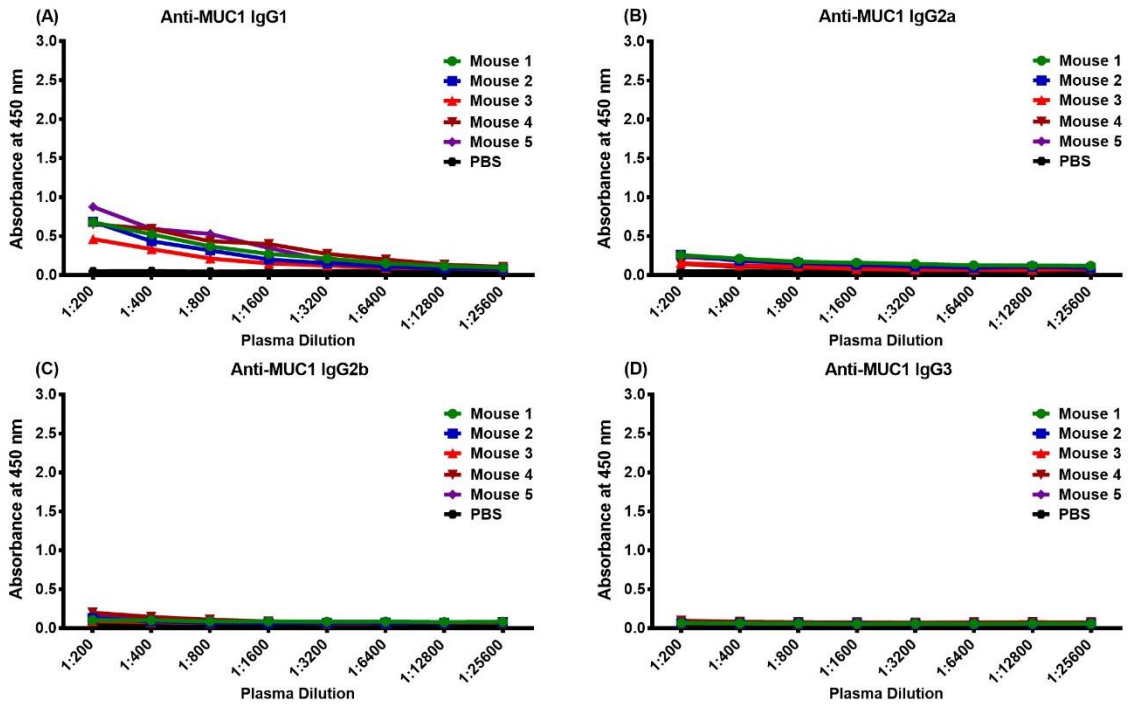 (A) Anti-MUC1 IgG1
3.0
2.5
2.0
1.5
1.0
0.5
0.0
Absorbance at 450 nm
Mouse 1
Mouse 2
Mouse 3
Mouse 4
Mouse 5
PBS
1:200 1:400 1:800 1:1600 1:3200 1:6400 1:12800 1:25600
Plasma Dilution
(B) Anti-MUC1 IgG2a
3.0
2.5
2.0
1.5
1.0
0.5
0.0
Absorbance at 450 nm
Mouse 1
Mouse 2
Mouse 3
Mouse 4
Mouse 5
PBS
1:200 1:400 1:800 1:1600 1:3200 1:6400 1:12800 1:25600
Plasma Dilution
(C) Anti-MUC1 IgG2b
3.0
2.5
2.0
1.5
1.0
0.5
0.0
Absorbance at 450 nm
Mouse 1
Mouse 2
Mouse 3
Mouse 4
Mouse 5
PBS
1:200 1:400 1:800 1:1600 1:3200 1:6400 1:12800 1:25600
Plasma Dilution
(D) Anti-MUC1 IgG3
3.0
2.5
2.0
1.5
1.0
0.5
0.0
Absorbance at 450 nm
Mouse 1
Mouse 2
Mouse 3
Mouse 4
Mouse 5
PBS
1:200 1:400 1:800 1:1600 1:3200 1:6400 1:12800 1:25600
Plasma Dilution